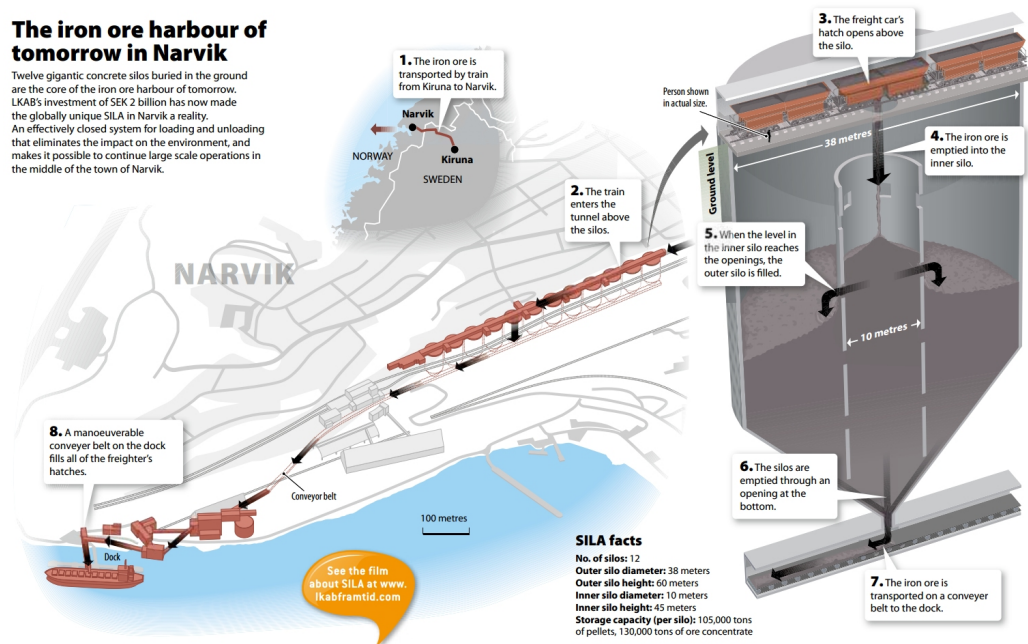 The iron ore harbour of
tomorrow in Narvik
Twelve gigantic concrete silos buried in the ground
are the core of the iron ore harbour of tomorrow.
LKAB's investment of SEK 2 billion has now made
the globally unique SILA in Narvik a reality.
An effectively closed system for loading and unloading
that eliminates the impact on the environment, and
makes it possible to continue large scale operations in
the middle of the town of Narvik.
1. The iron ore is
transported by train
from Kiruna to Narvik.
Narvik
NORWAY
Kiruna
SWEDEN
2. The train
enters the
tunnel above
the silos.
3. The freight car's
hatch opens above
the silo.
Person shown
in actual size.
38 metres
4. The iron ore is
emptied into the
inner silo.
Ground level
5. When the level in
the inner silo reaches
the openings, the
outer silo is filled.
10 metres
NARVIK
6. The silos are
emptied through an
opening at the
bottom.
7. The iron ore is
transported on a conveyer
belt to the dock.
8. A manoeuverable
conveyer belt on the dock
fills all of the freighter's
hatches.
Conveyor belt
Dock
100 metres
See the film
about SILA at www.
lkabframtid.com
SILA facts
No. of silos: 12
Outer silo diameter: 38 meters
Outer silo height: 60 meters
Inner silo diameter: 10 meters
Inner silo height: 45 meters
Storage capacity (per silo): 105,000 tons
of pellets, 130,000 tons of ore concentrate